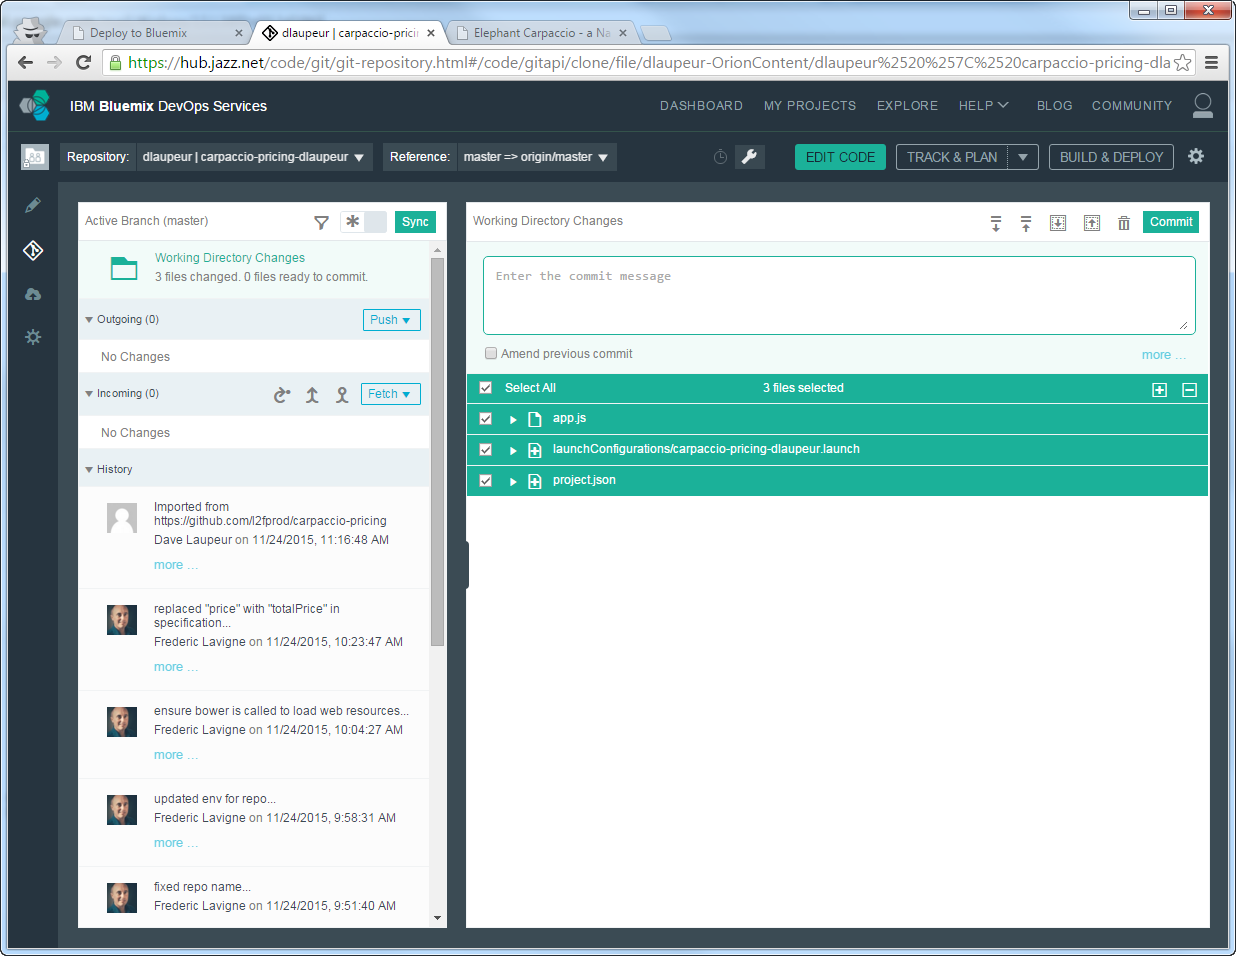 Deploy to Bluemix
dlaupeur | carpaccio-pricin
Elephant Carpaccio - a Na
https://hub.jazz.net/code/git/git-repository.html#/code/gitapi/clone/file/dlaupeur-OrionContent/dlaupeur%2520%257C%2520carpaccio-pricing-dla
IBM Bluemix DevOps Services
DASHBOARD MY PROJECTS EXPLORE HELP BLOG COMMUNITY
Repository: dlaupeur | carpaccio-pricing-dlaupeur Reference: master => origin/master
EDIT CODE TRACK & PLAN BUILD & DEPLOY
Active Branch (master) Sync
Working Directory Changes
3 files changed. 0 files ready to commit.
Outgoing (0) Push
No Changes
Incoming (0) Fetch
No Changes
History
Imported from
https://github.com/l2fprod/carpaccio-pricing
Dave Laupeur on 11/24/2015, 11:16:48 AM
more ...
replaced "price" with "totalPrice" in
specification...
Frederic Lavigne on 11/24/2015, 10:23:47 AM
more ...
ensure bower is called to load web resources...
Frederic Lavigne on 11/24/2015, 10:04:27 AM
more ...
updated env for repo...
Frederic Lavigne on 11/24/2015, 9:58:31 AM
more ...
fixed repo name...
Frederic Lavigne on 11/24/2015, 9:51:40 AM
Working Directory Changes Commit
Enter the commit message
Amend previous commit more ...
Select All 3 files selected
app.js
launchConfigurations/carpaccio-pricing-dlaupeur.launch
project.json